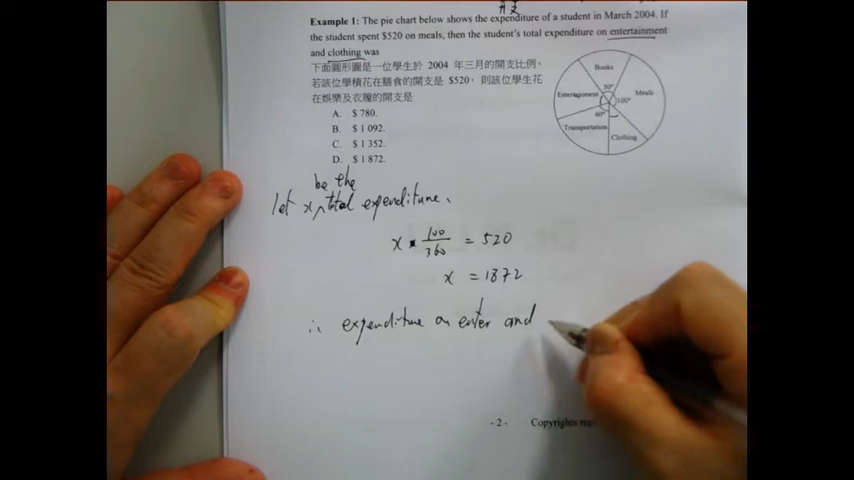 Example 1: The pie chart below shows the expenditure of a student in March 2004. If
the student spent $520 on meals, then the student's total expenditure on entertainment
and clothing was
下面圓形圖是一位學生於 2004 年三月的開支比例。
若該位學積花在膳食的開支是 $520，則該位學生花
在娛樂及衣履的開支是
A. $ 780.
B. $ 1 092.
C. $ 1 352.
D. $ 1 872.
Books
Entertainment
50°
Meals
100°
60°
Transportation
Clothing
be the
let x ^ total expenditure.
x · 100/360 = 520
x = 1872
∴ expenditure on enter and
- 2 -